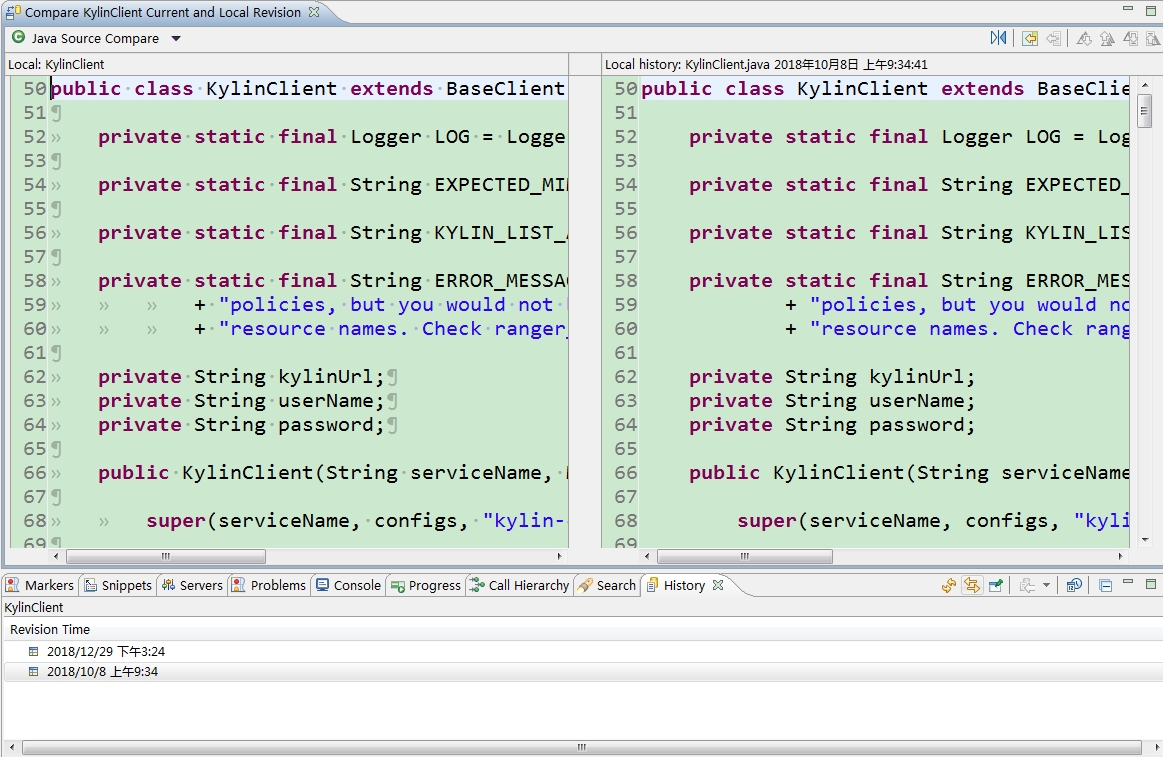 Compare KylinClient Current and Local Revision
Java Source Compare
Local: KylinClient
Local history: KylinClient.java 2018年10月8日 上午9:34:41
50 public class KylinClient extends BaseClient
51
52 private static final Logger LOG = Logge
53
54 private static final String EXPECTED_MI
55
56 private static final String KYLIN_LIST_
57
58 private static final String ERROR_MESSA
59 + "policies, but you would not
60 + "resource names. Check ranger_
61
62 private String kylinUrl;
63 private String userName;
64 private String password;
65
66 public KylinClient(String serviceName,
67
68 super(serviceName, configs, "kylin-
69
50 public class KylinClient extends BaseClie
51
52 private static final Logger LOG = Log
53
54 private static final String EXPECTED_
55
56 private static final String KYLIN_LIS
57
58 private static final String ERROR_MES
59 + "policies, but you would no
60 + "resource names. Check rang
61
62 private String kylinUrl;
63 private String userName;
64 private String password;
65
66 public KylinClient(String serviceName
67
68 super(serviceName, configs, "kyli
69
Markers Snippets Servers Problems Console Progress Call Hierarchy Search History
KylinClient
Revision Time
2018/12/29 下午3:24
2018/10/8 上午9:34